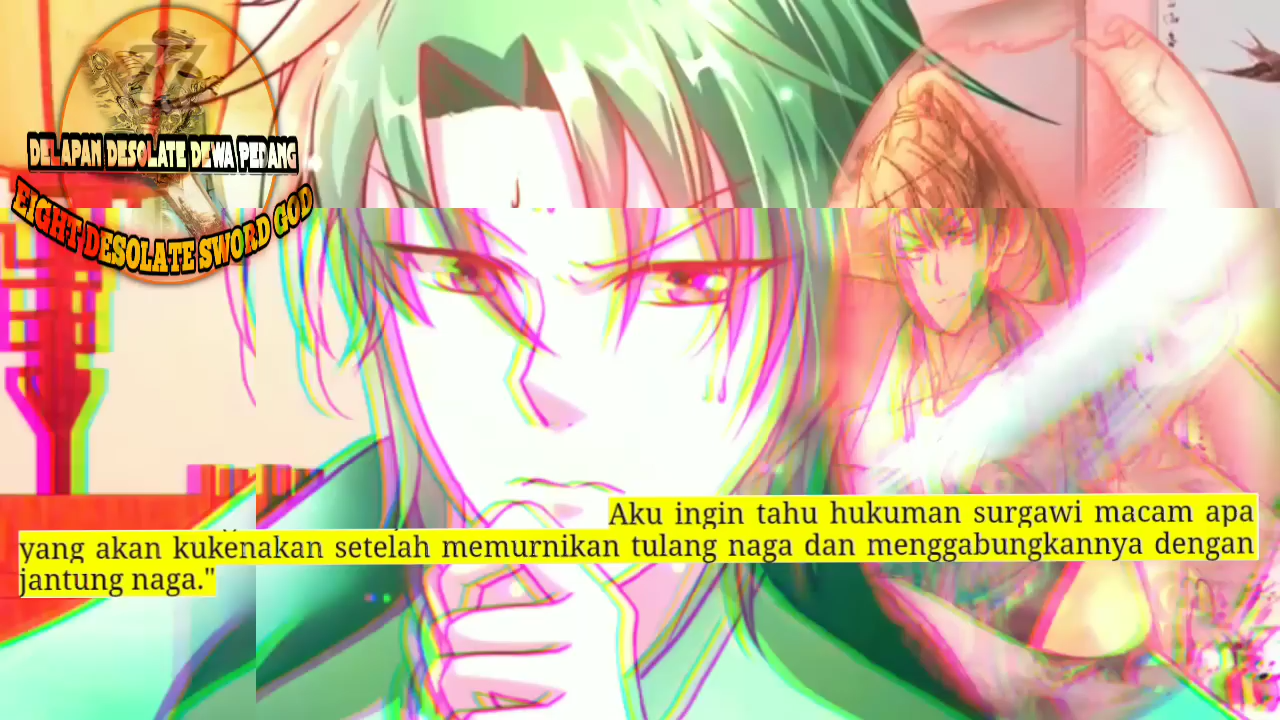 77
DELAPAN DESOLATE DEWA PEDANG
EIGHT DESOLATE SWORD GOD
Aku ingin tahu hukuman surgawi macam apa
yang akan kukenakan setelah memurnikan tulang naga dan menggabungkannya dengan
jantung naga."